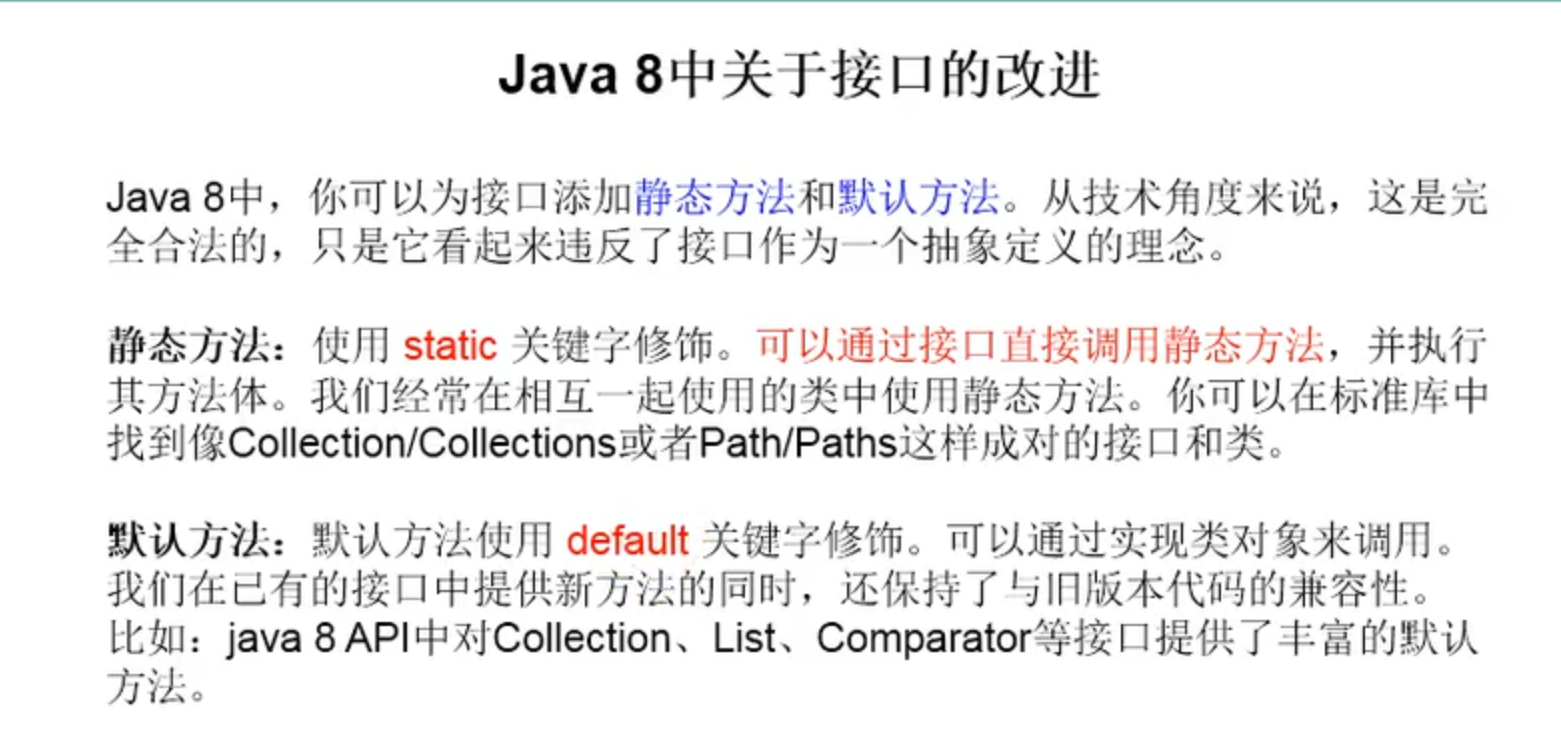 Java 8中关于接口的改进
Java 8中，你可以为接口添加静态方法和默认方法。从技术角度来说，这是完
全合法的，只是它看起来违反了接口作为一个抽象定义的理念。
静态方法：使用 static 关键字修饰。可以通过接口直接调用静态方法，并执行
其方法体。我们经常在相互一起使用的类中使用静态方法。你可以在标准库中
找到像Collection/Collections或者Path/Paths这样成对的接口和类。
默认方法：默认方法使用 default 关键字修饰。可以通过实现类对象来调用。
我们在已有的接口中提供新方法的同时，还保持了与旧版本代码的兼容性。
比如：java 8 API中对Collection、List、Comparator等接口提供了丰富的默认
方法。